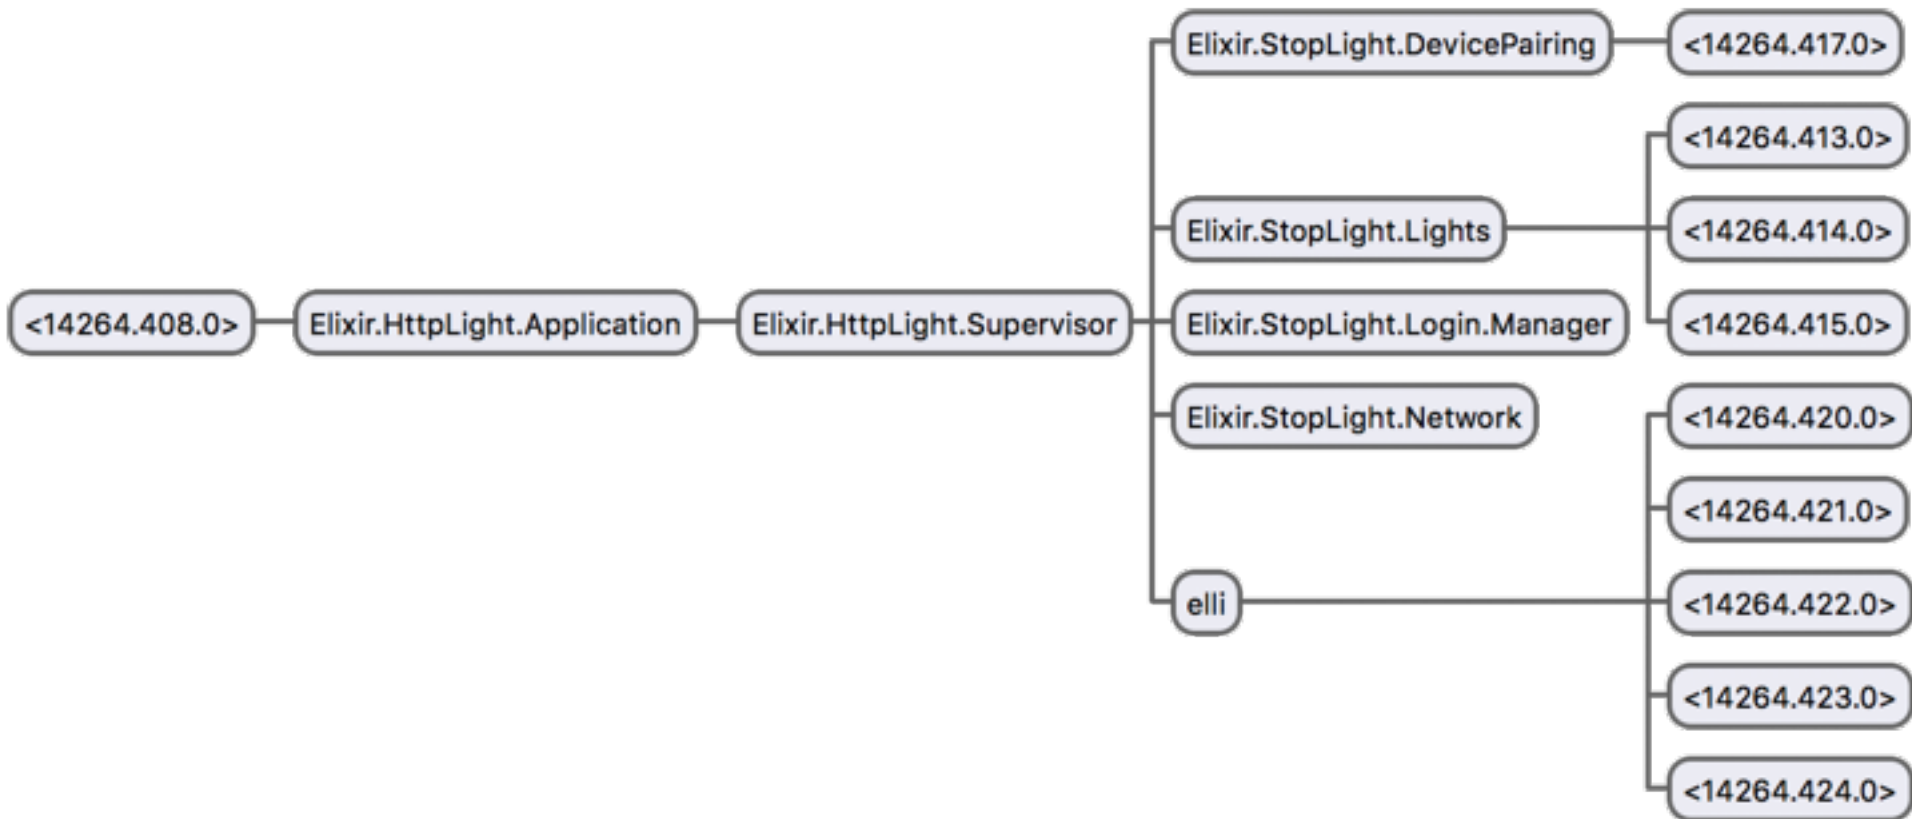 Elixir.StopLight.DevicePairing
<14264.417.0>
<14264.413.0>
Elixir.StopLight.Lights
<14264.414.0>
<14264.408.0>
Elixir.HttpLight.Application
Elixir.HttpLight.Supervisor
Elixir.StopLight.Login.Manager
<14264.415.0>
Elixir.StopLight.Network
<14264.420.0>
<14264.421.0>
elli
<14264.422.0>
<14264.423.0>
<14264.424.0>